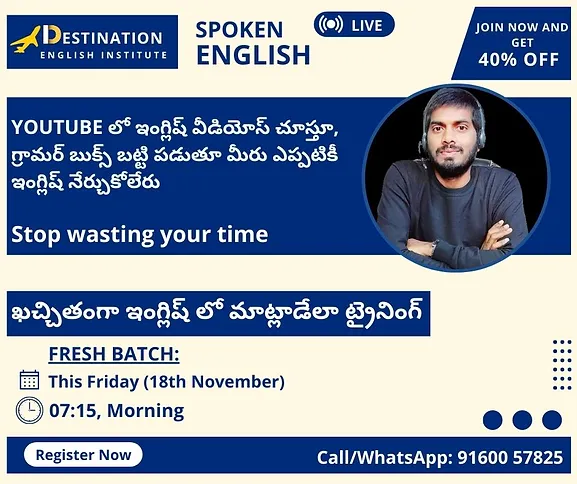 DESTINATION
ENGLISH INSTITUTE
SPOKEN
ENGLISH
LIVE
JOIN NOW AND
GET
40% OFF
YOUTUBE లో ఇంగ్లిష్ వీడియోస్ చూస్తూ,
గ్రామర్ బుక్స్ బట్టి పడుతూ మీరు ఎప్పటికీ
ఇంగ్లిష్ నేర్చుకోలేరు
Stop wasting your time
ఖచ్చితంగా ఇంగ్లిష్ లో మాట్లాడేలా ట్రైనింగ్
FRESH BATCH:
This Friday (18th November)
07:15, Morning
Register Now
Call/WhatsApp: 91600 57825